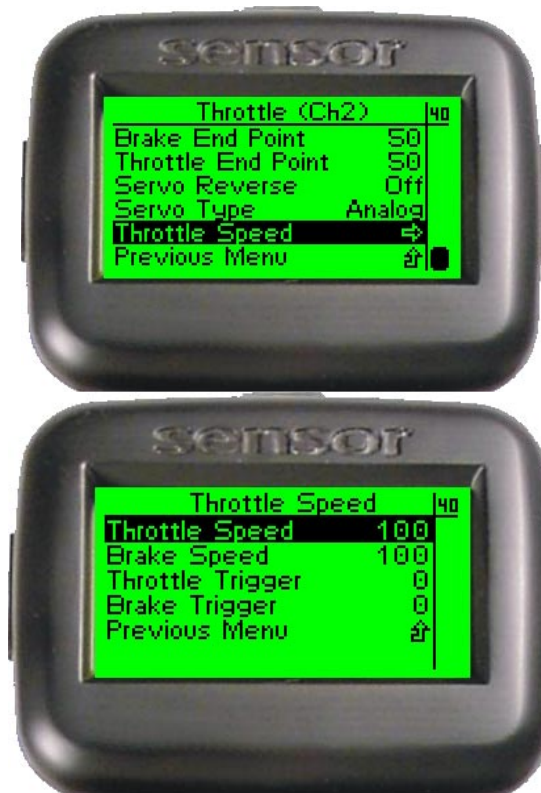 sensor
Throttle (Ch2) 40
Brake End Point 50
Throttle End Point 50
Servo Reverse Off
Servo Type Analog
Throttle Speed ⇨
Previous Menu
sensor
Throttle Speed 40
Throttle Speed 100
Brake Speed 100
Throttle Trigger 0
Brake Trigger 0
Previous Menu